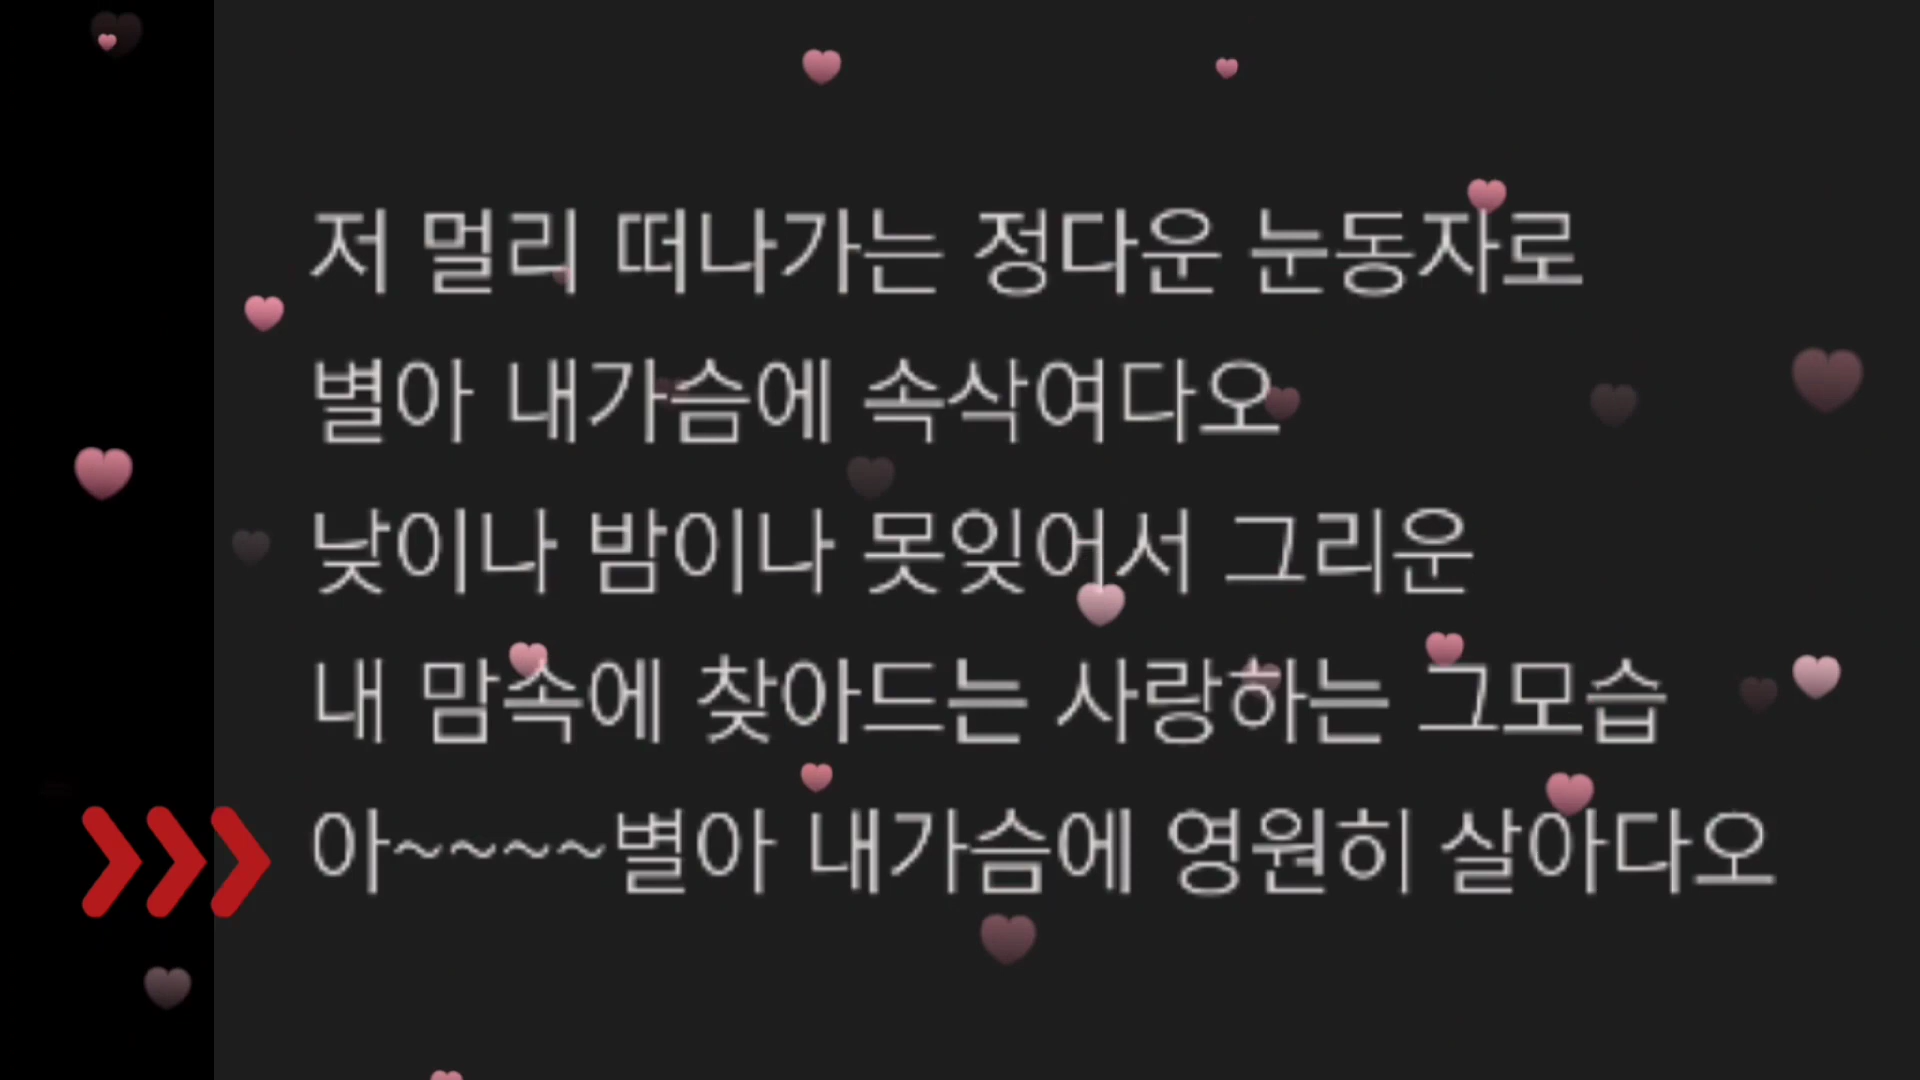 저 멀리 떠나가는 정다운 눈동자로
별아 내가슴에 속삭여다오
낮이나 밤이나 못잊어서 그리운
내 맘속에 찾아드는 사랑하는 그모습
아~~~~별아 내가슴에 영원히 살아다오